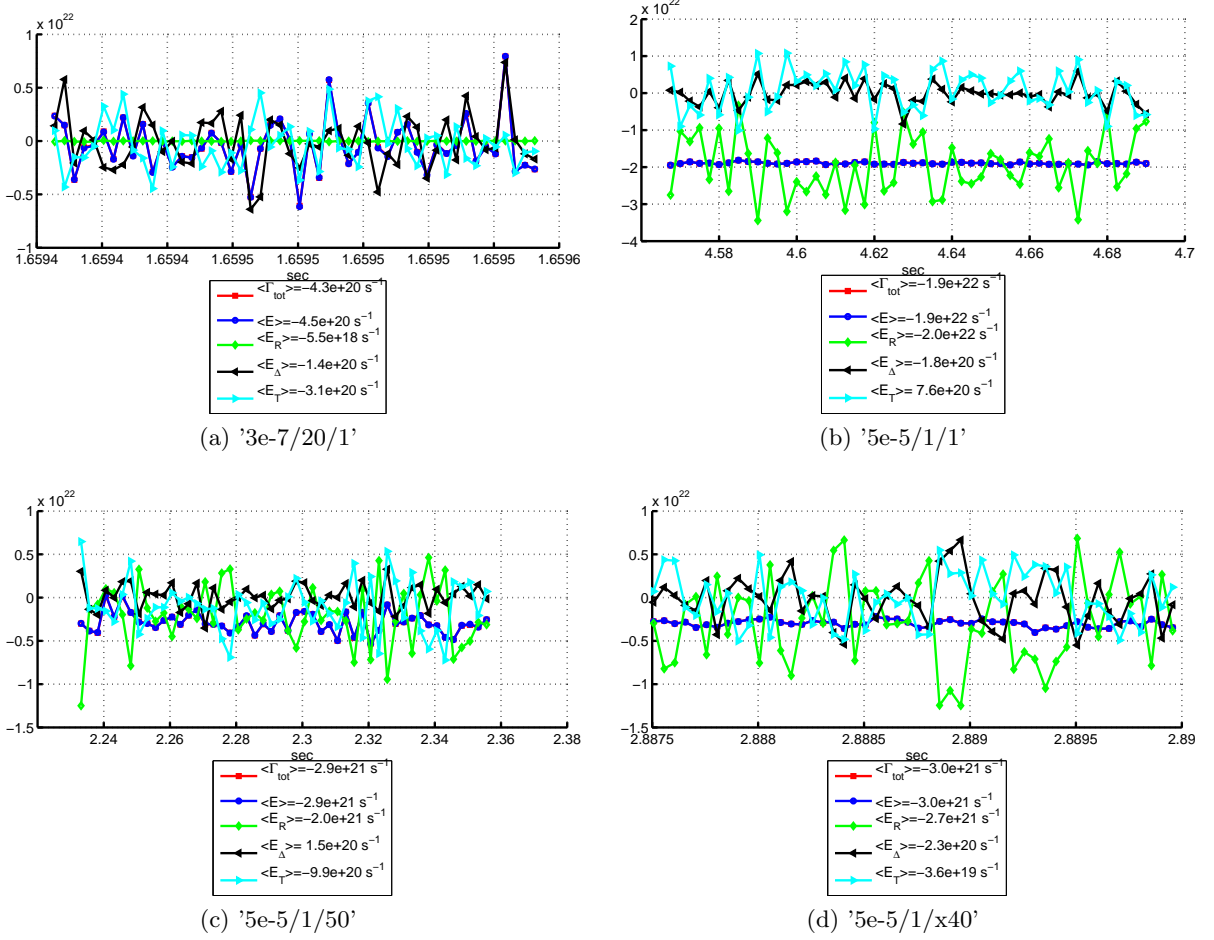 x 10^22
1
0.5
0
−0.5
−1
1.6594 1.6594 1.6594 1.6595 1.6595 1.6595 1.6595 1.6595 1.6596
sec
<Γtot>=−4.3e+20 s−1
<E>=−4.5e+20 s−1
<ER>=−5.5e+18 s−1
<EΔ>=−1.4e+20 s−1
<ET>=−3.1e+20 s−1
(a) '3e-7/20/1'
x 10^22
2
1
0
−1
−2
−3
−4
4.58 4.6 4.62 4.64 4.66 4.68 4.7
sec
<Γtot>=−1.9e+22 s−1
<E>=−1.9e+22 s−1
<ER>=−2.0e+22 s−1
<EΔ>=−1.8e+20 s−1
<ET>= 7.6e+20 s−1
(b) '5e-5/1/1'
x 10^22
1
0.5
0
−0.5
−1
−1.5
2.24 2.26 2.28 2.3 2.32 2.34 2.36 2.38
sec
<Γtot>=−2.9e+21 s−1
<E>=−2.9e+21 s−1
<ER>=−2.0e+21 s−1
<EΔ>= 1.5e+20 s−1
<ET>=−9.9e+20 s−1
(c) '5e-5/1/50'
x 10^22
1
0.5
0
−0.5
−1
−1.5
2.8875 2.888 2.8885 2.889 2.8895 2.89
sec
<Γtot>=−3.0e+21 s−1
<E>=−3.0e+21 s−1
<ER>=−2.7e+21 s−1
<EΔ>=−2.3e+20 s−1
<ET>=−3.6e+19 s−1
(d) '5e-5/1/x40'